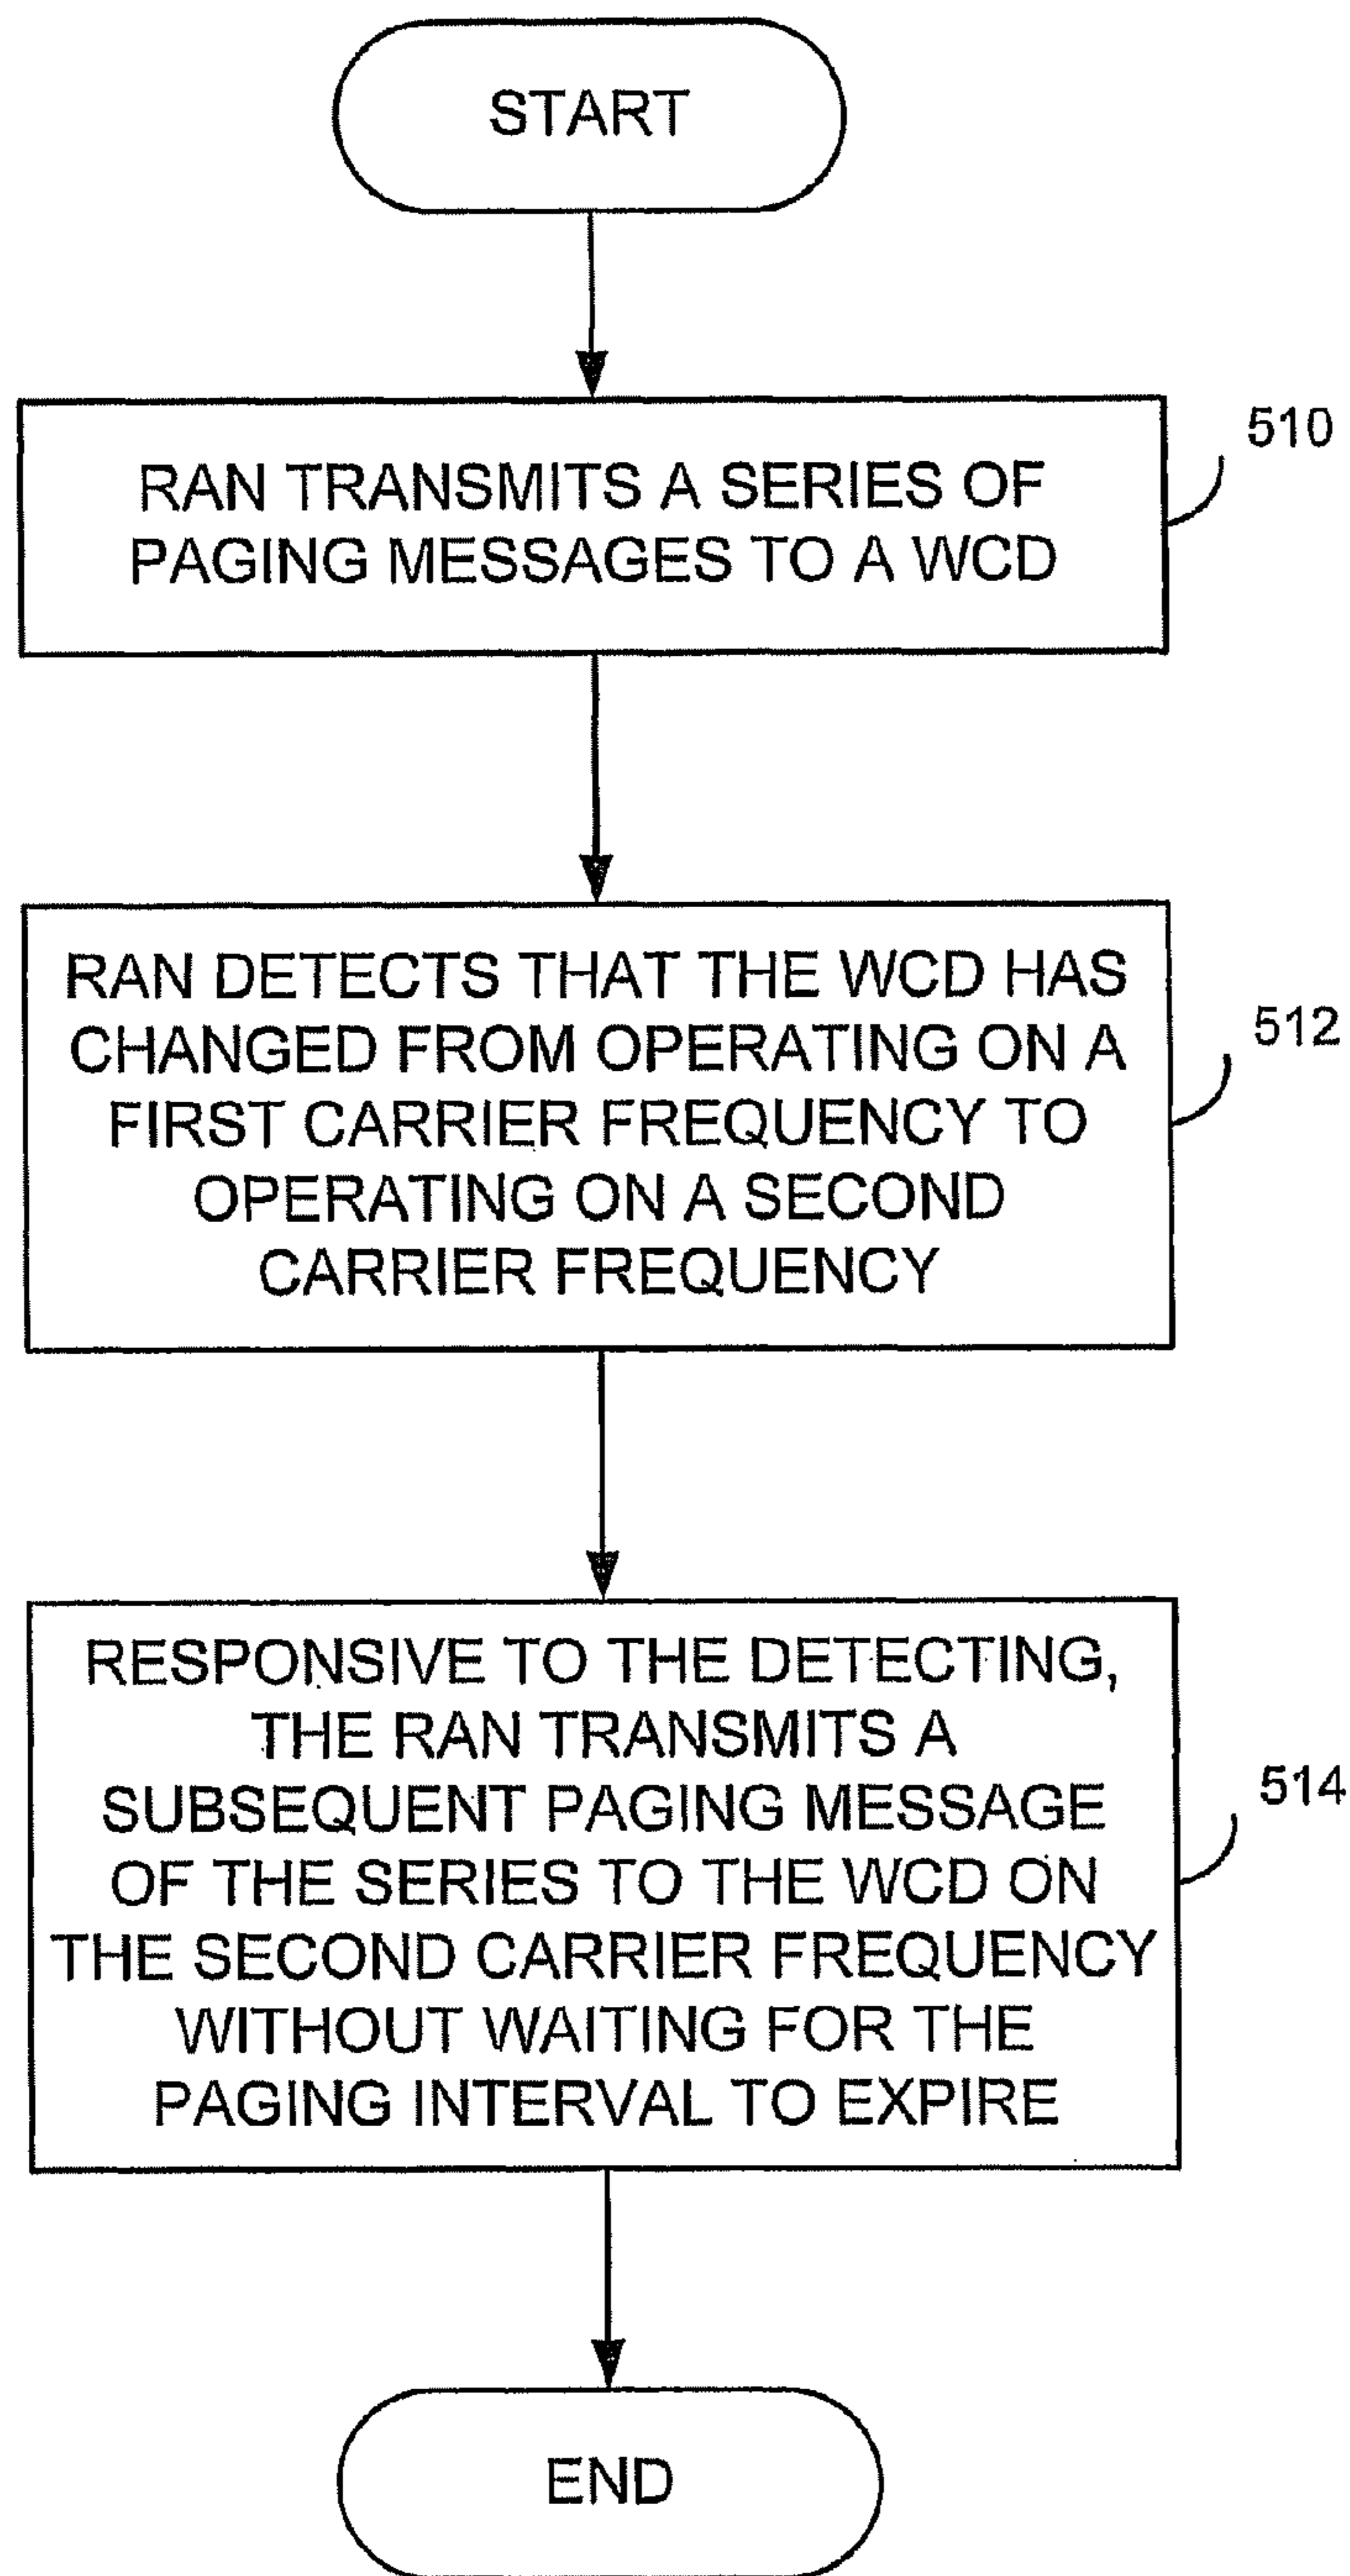 START
RAN TRANSMITS A SERIES OF
PAGING MESSAGES TO A WCD
510
RAN DETECTS THAT THE WCD HAS
CHANGED FROM OPERATING ON A
FIRST CARRIER FREQUENCY TO
OPERATING ON A SECOND
CARRIER FREQUENCY
512
RESPONSIVE TO THE DETECTING,
THE RAN TRANSMITS A
SUBSEQUENT PAGING MESSAGE
OF THE SERIES TO THE WCD ON
THE SECOND CARRIER FREQUENCY
WITHOUT WAITING FOR THE
PAGING INTERVAL TO EXPIRE
514
END